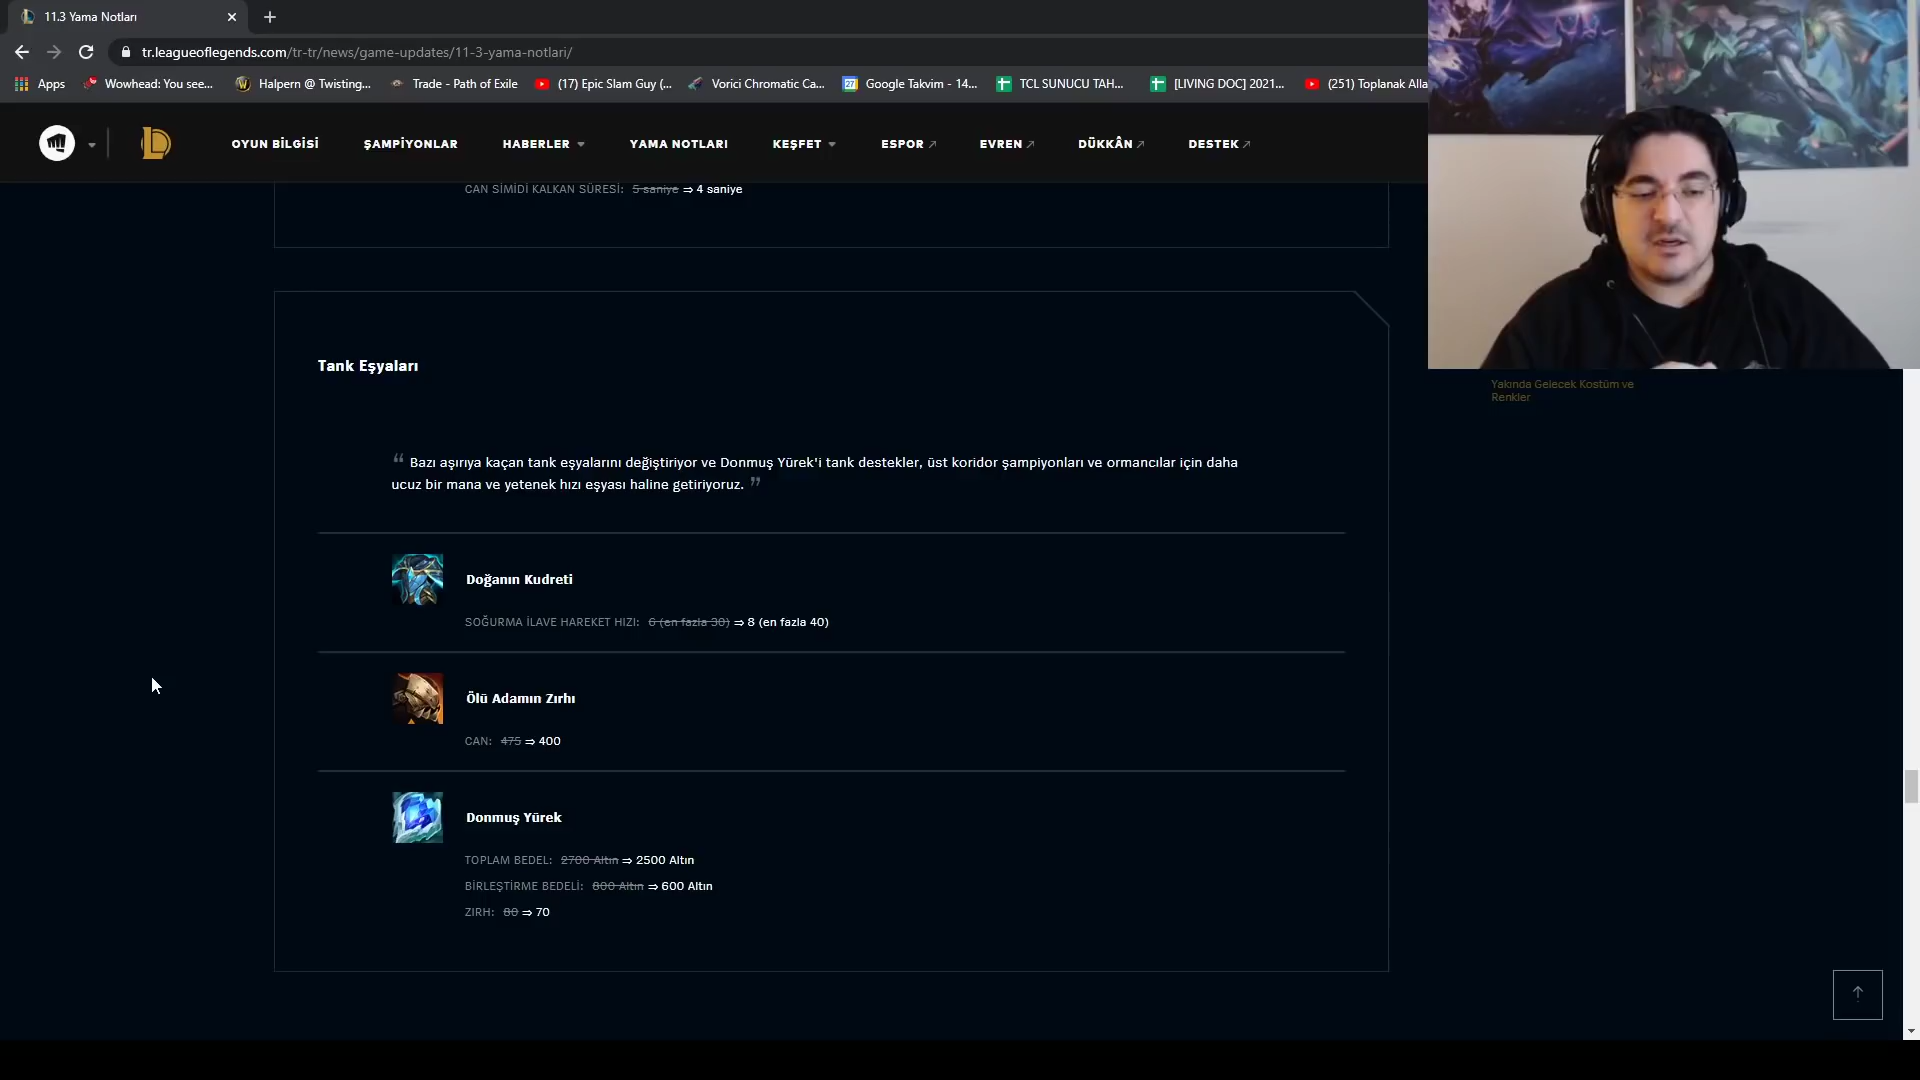 11.3 Yama Notları
tr.leagueoflegends.com/tr-tr/news/game-updates/11-3-yama-notlari/
Apps
Wowhead: You see...
Halpern @ Twisting...
Trade - Path of Exile
(17) Epic Slam Guy (...
Vorici Chromatic Ca...
Google Takvim - 14...
TCL SUNUCU TAH...
[LIVING DOC] 2021...
(251) Toplanak Alla
OYUN BİLGİSİ
ŞAMPİYONLAR
HABERLER
YAMA NOTLARI
KEŞFET
ESPOR
EVREN
DÜKKÂN
DESTEK
CAN SİMİDİ KALKAN SÜRESİ: 5 saniye ⇒ 4 saniye
Yakında Gelecek Kostüm ve
Renkler
Tank Eşyaları
“ Bazı aşırıya kaçan tank eşyalarını değiştiriyor ve Donmuş Yürek'i tank destekler, üst koridor şampiyonları ve ormancılar için daha
ucuz bir mana ve yetenek hızı eşyası haline getiriyoruz. ”
Doğanın Kudreti
SOĞURMA İLAVE HAREKET HIZI: 6 (en fazla 30) ⇒ 8 (en fazla 40)
Ölü Adamın Zırhı
CAN: 475 ⇒ 400
Donmuş Yürek
TOPLAM BEDEL: 2700 Altın ⇒ 2500 Altın
BİRLEŞTİRME BEDELİ: 800 Altın ⇒ 600 Altın
ZIRH: 80 ⇒ 70